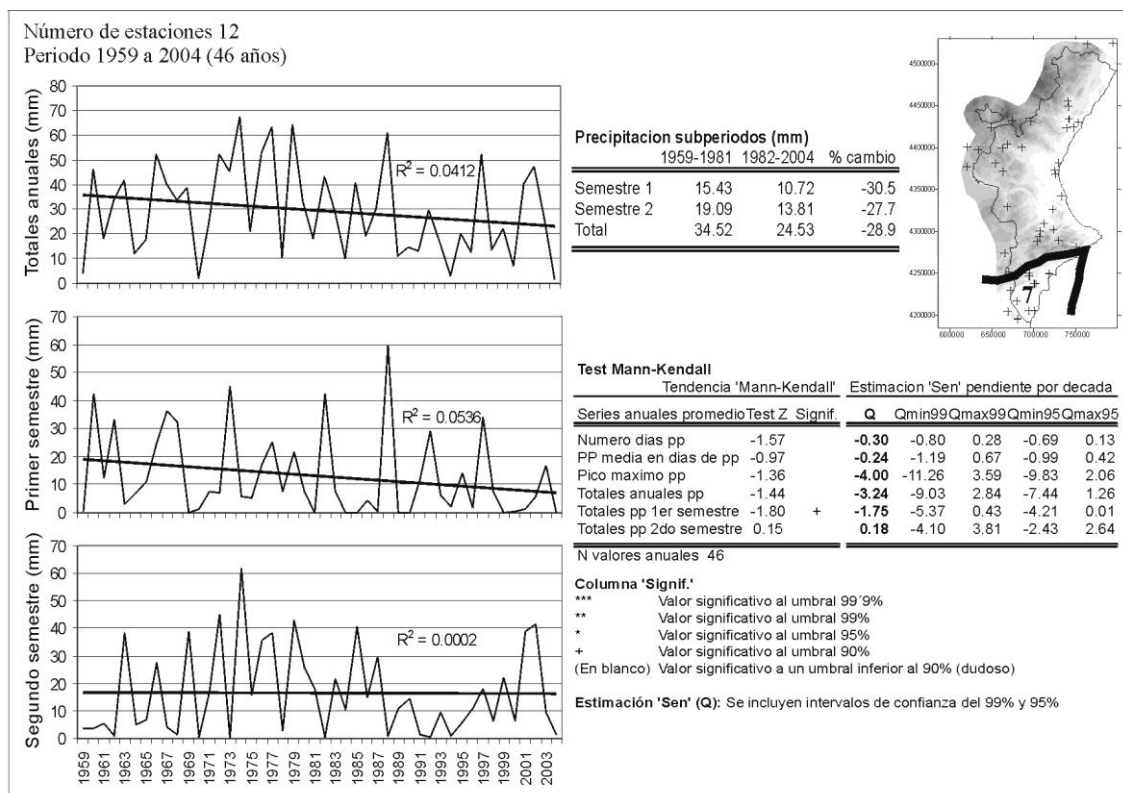 Número de estaciones 12
Periodo 1959 a 2004 (46 años)
Totales anuales (mm)
80
70
60
50
40
30
20
10
0
R² = 0.0412
Primer semestre (mm)
70
60
50
40
30
20
10
0
R² = 0.0536
Segundo semestre (mm)
70
60
50
40
30
20
10
0
R² = 0.0002
1959 1961 1963 1965 1967 1969 1971 1973 1975 1977 1979 1981 1983 1985 1987 1989 1991 1993 1995 1997 1999 2001 2003
Precipitacion subperiodos (mm)
1959-1981 1982-2004 % cambio
Semestre 1 15.43 10.72 -30.5
Semestre 2 19.09 13.81 -27.7
Total 34.52 24.53 -28.9
4500000
4450000
4400000
4350000
4300000
4250000
4200000
7
600000 650000 700000 750000
Test Mann-Kendall
Tendencia 'Mann-Kendall' Estimacion 'Sen' pendiente por decada
Series anuales promedio Test Z Signif. Q Qmin99 Qmax99 Qmin95 Qmax95
Numero dias pp -1.57 -0.30 -0.80 0.28 -0.69 0.13
PP media en dias de pp -0.97 -0.24 -1.19 0.67 -0.99 0.42
Pico maximo pp -1.36 -4.00 -11.26 3.59 -9.83 2.06
Totales anuales pp -1.44 -3.24 -9.03 2.84 -7.44 1.26
Totales pp 1er semestre -1.80 + -1.75 -5.37 0.43 -4.21 0.01
Totales pp 2do semestre 0.15 0.18 -4.10 3.81 -2.43 2.64
N valores anuales 46
Columna 'Signif.'
*** Valor significativo al umbral 99´9%
** Valor significativo al umbral 99%
* Valor significativo al umbral 95%
+ Valor significativo al umbral 90%
(En blanco) Valor significativo a un umbral inferior al 90% (dudoso)
Estimación 'Sen' (Q): Se incluyen intervalos de confianza del 99% y 95%